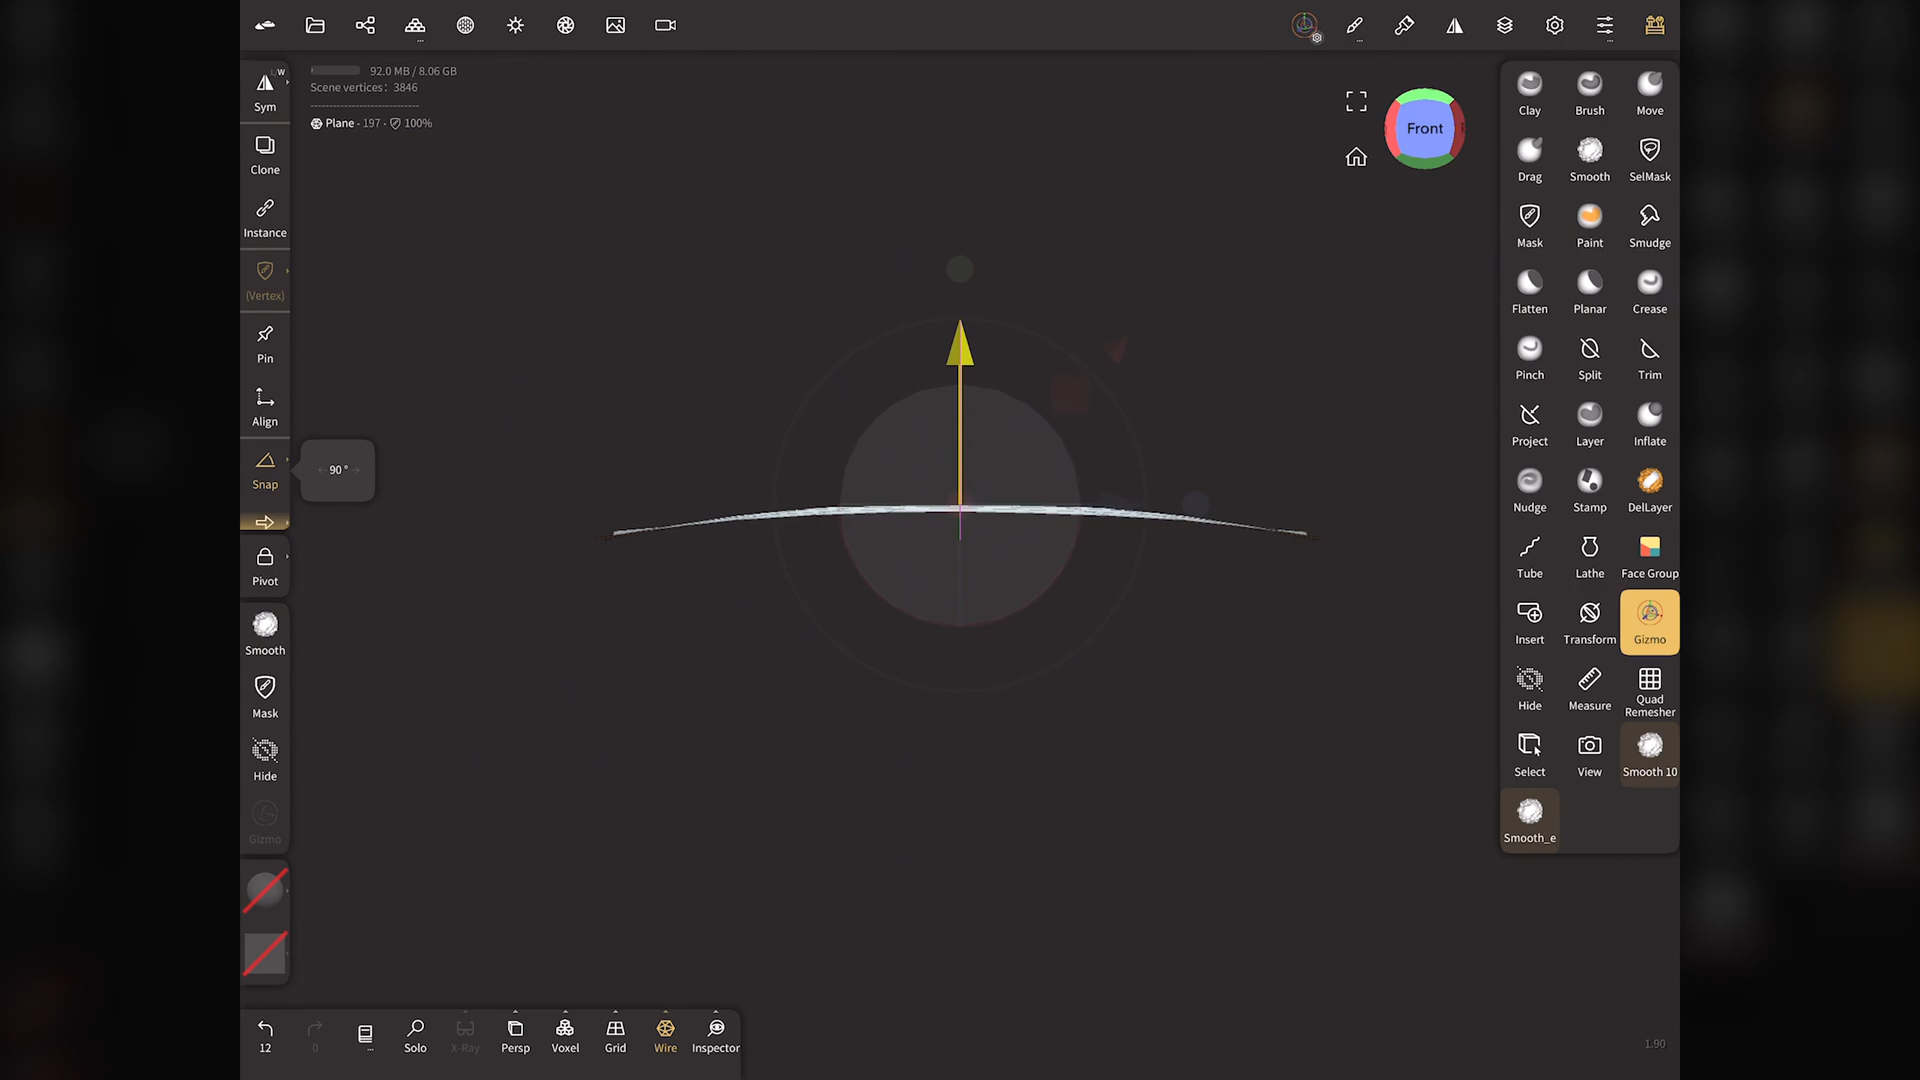 92.0 MB / 8.06 GB
Scene vertices: 3846
Plane - 197 - 100%
Front
W
Sym
Clone
Instance
(Vertex)
Pin
Align
Snap
90 °
Pivot
Smooth
Mask
Hide
Gizmo
Clay Brush Move
Drag Smooth SelMask
Mask Paint Smudge
Flatten Planar Crease
Pinch Split Trim
Project Layer Inflate
Nudge Stamp DelLayer
Tube Lathe Face Group
Insert Transform Gizmo
Hide Measure Quad Remesher
Select View Smooth 10
Smooth_e
12 0 Solo X-Ray Persp Voxel Grid Wire Inspector
1.90